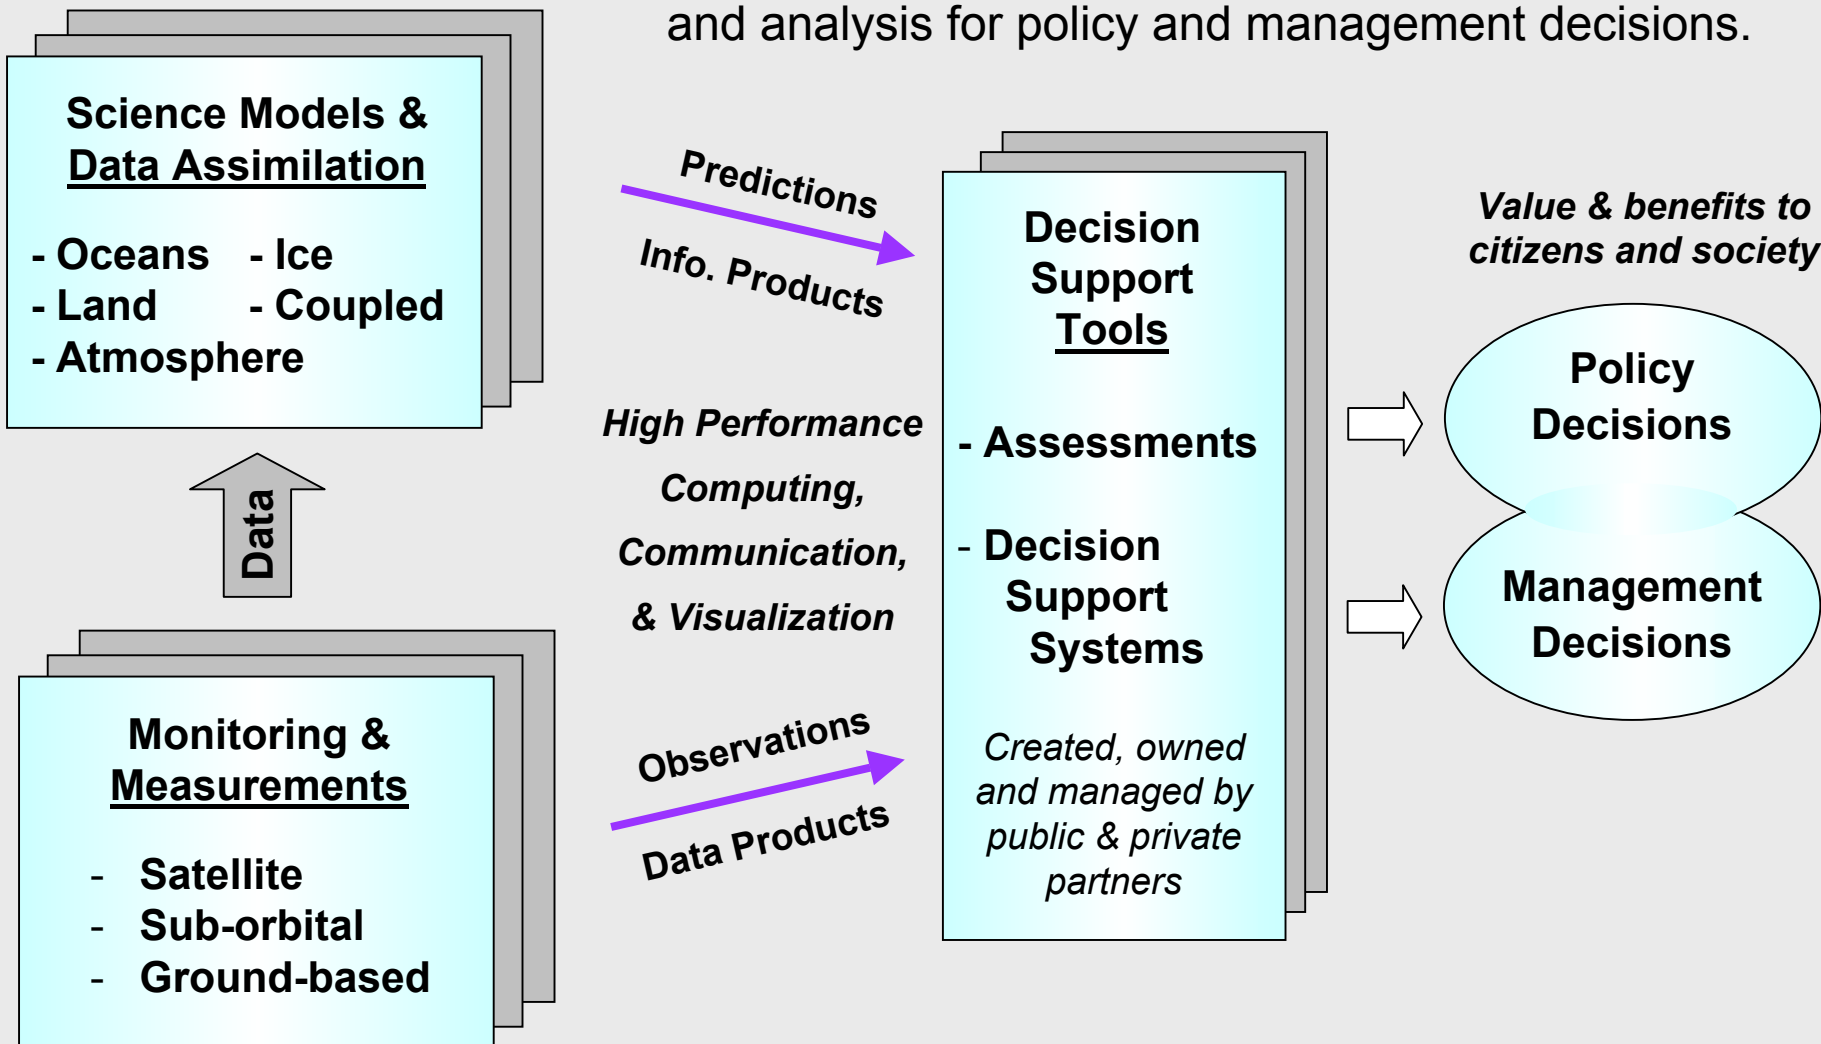 and analysis for policy and management decisions.
Science Models &
Data Assimilation
- Oceans - Ice
- Land - Coupled
- Atmosphere
Data
Monitoring &
Measurements
- Satellite
- Sub-orbital
- Ground-based
Predictions
Info. Products
High Performance
Computing,
Communication,
& Visualization
Observations
Data Products
Decision
Support
Tools
- Assessments
- Decision
Support
Systems
Created, owned
and managed by
public & private
partners
Value & benefits to
citizens and society
Policy
Decisions
Management
Decisions